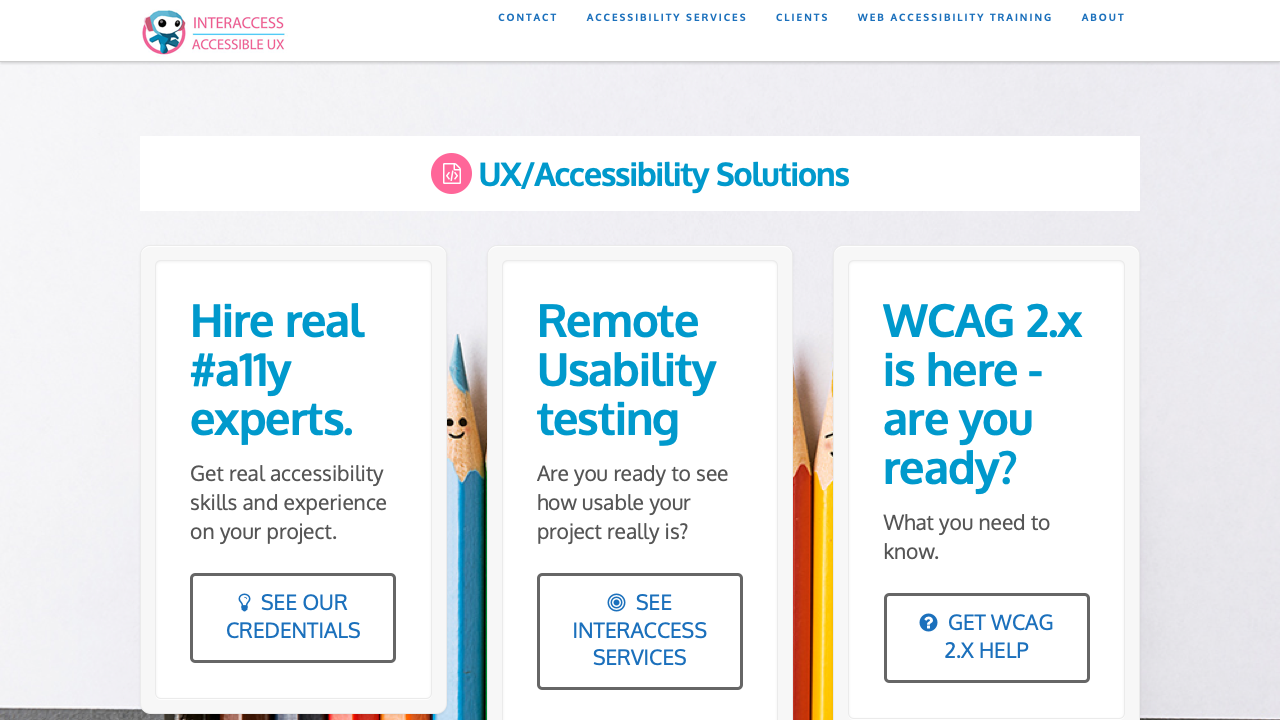 INTERACCESS
ACCESSIBLE UX
CONTACT ACCESSIBILITY SERVICES CLIENTS WEB ACCESSIBILITY TRAINING ABOUT
UX/Accessibility Solutions
Hire real
#a11y
experts.
Get real accessibility
skills and experience
on your project.
SEE OUR
CREDENTIALS
Remote
Usability
testing
Are you ready to see
how usable your
project really is?
SEE
INTERACCESS
SERVICES
WCAG 2.x
is here -
are you
ready?
What you need to
know.
GET WCAG
2.X HELP